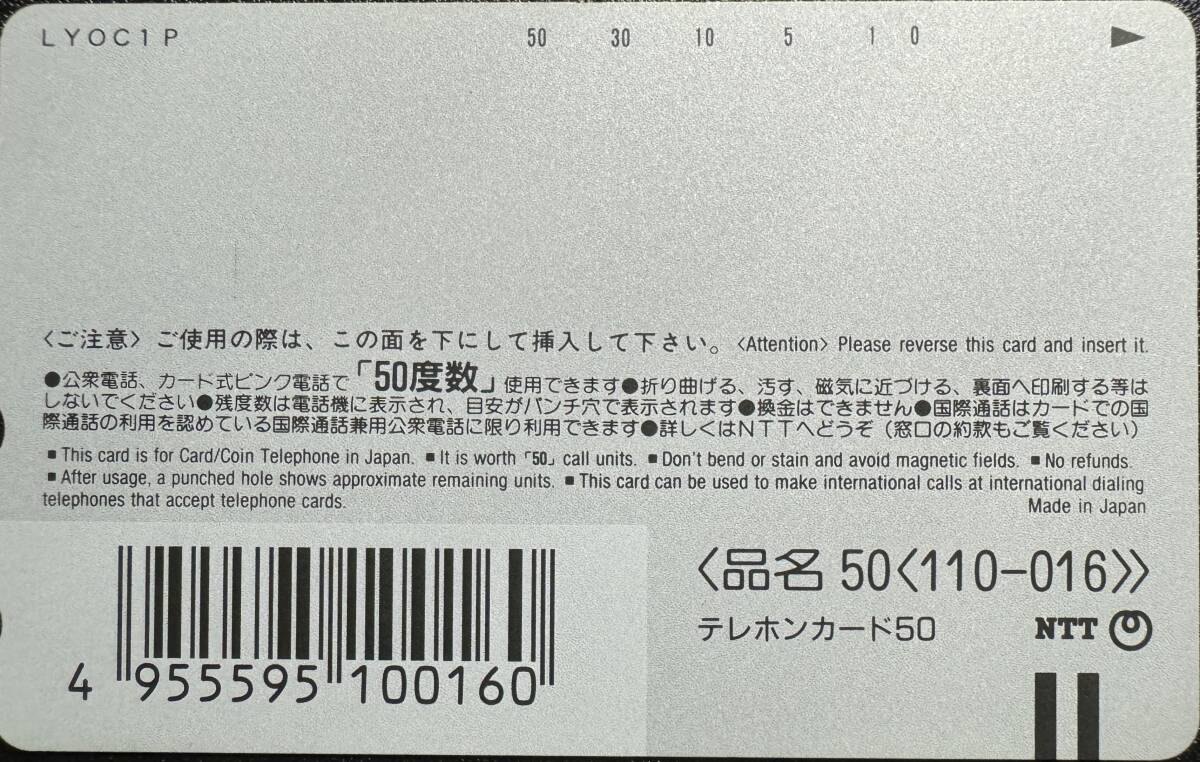 LYOC1P 50 30 10 5 1 0
〈ご注意〉ご使用の際は、この面を下にして挿入して下さい。〈Attention〉Please reverse this card and insert it.
●公衆電話、カード式ピンク電話で「50度数」使用できます●折り曲げる、汚す、磁気に近づける、裏面へ印刷する等は
しないでください●残度数は電話機に表示され、目安がパンチ穴で表示されます●換金はできません●国際通話はカードでの国
際通話の利用を認めている国際通話兼用公衆電話に限り利用できます●詳しくはNTTへどうぞ（窓口の約款もご覧ください）
■This card is for Card/Coin Telephone in Japan. ■It is worth「50」call units. ■Don't bend or stain and avoid magnetic fields. ■No refunds.
■After usage, a punched hole shows approximate remaining units. ■This card can be used to make international calls at international dialing
telephones that accept telephone cards. Made in Japan
〈品名 50〈110-016〉〉
テレホンカード50 NTT
4 955595 100160